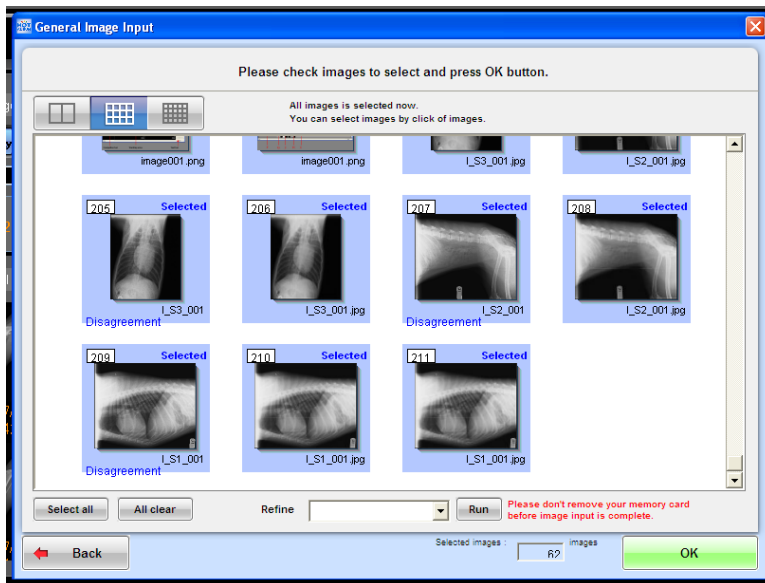 General Image Input
Please check images to select and press OK button.
All images is selected now.
You can select images by click of images.
image001.png
image001.png
I_S3_001.jpg
I_S2_001.jpg
205 Selected
206 Selected
207 Selected
208 Selected
I_S3_001
I_S3_001.jpg
I_S2_001
I_S2_001.jpg
Disagreement
Disagreement
209 Selected
210 Selected
211 Selected
I_S1_001
I_S1_001.jpg
I_S1_001.jpg
Disagreement
Select all
All clear
Refine
Run
Please don't remove your memory card
before image input is complete.
Back
Selected images :
62
images
OK